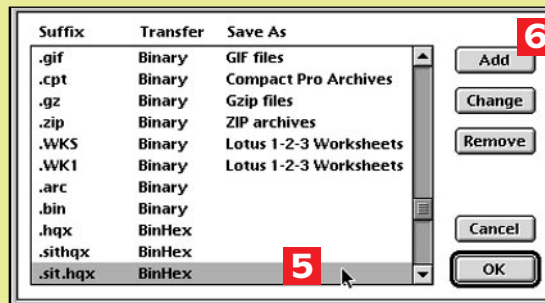 Suffix Transfer Save As
6
.gif Binary GIF files
Add
.cpt Binary Compact Pro Archives
.gz Binary Gzip files
Change
.zip Binary ZIP archives
.WKS Binary Lotus 1-2-3 Worksheets
Remove
.WK1 Binary Lotus 1-2-3 Worksheets
.arc Binary
.bin Binary
.hqx BinHex
Cancel
.sithqx BinHex
.sit.hqx BinHex
5
OK